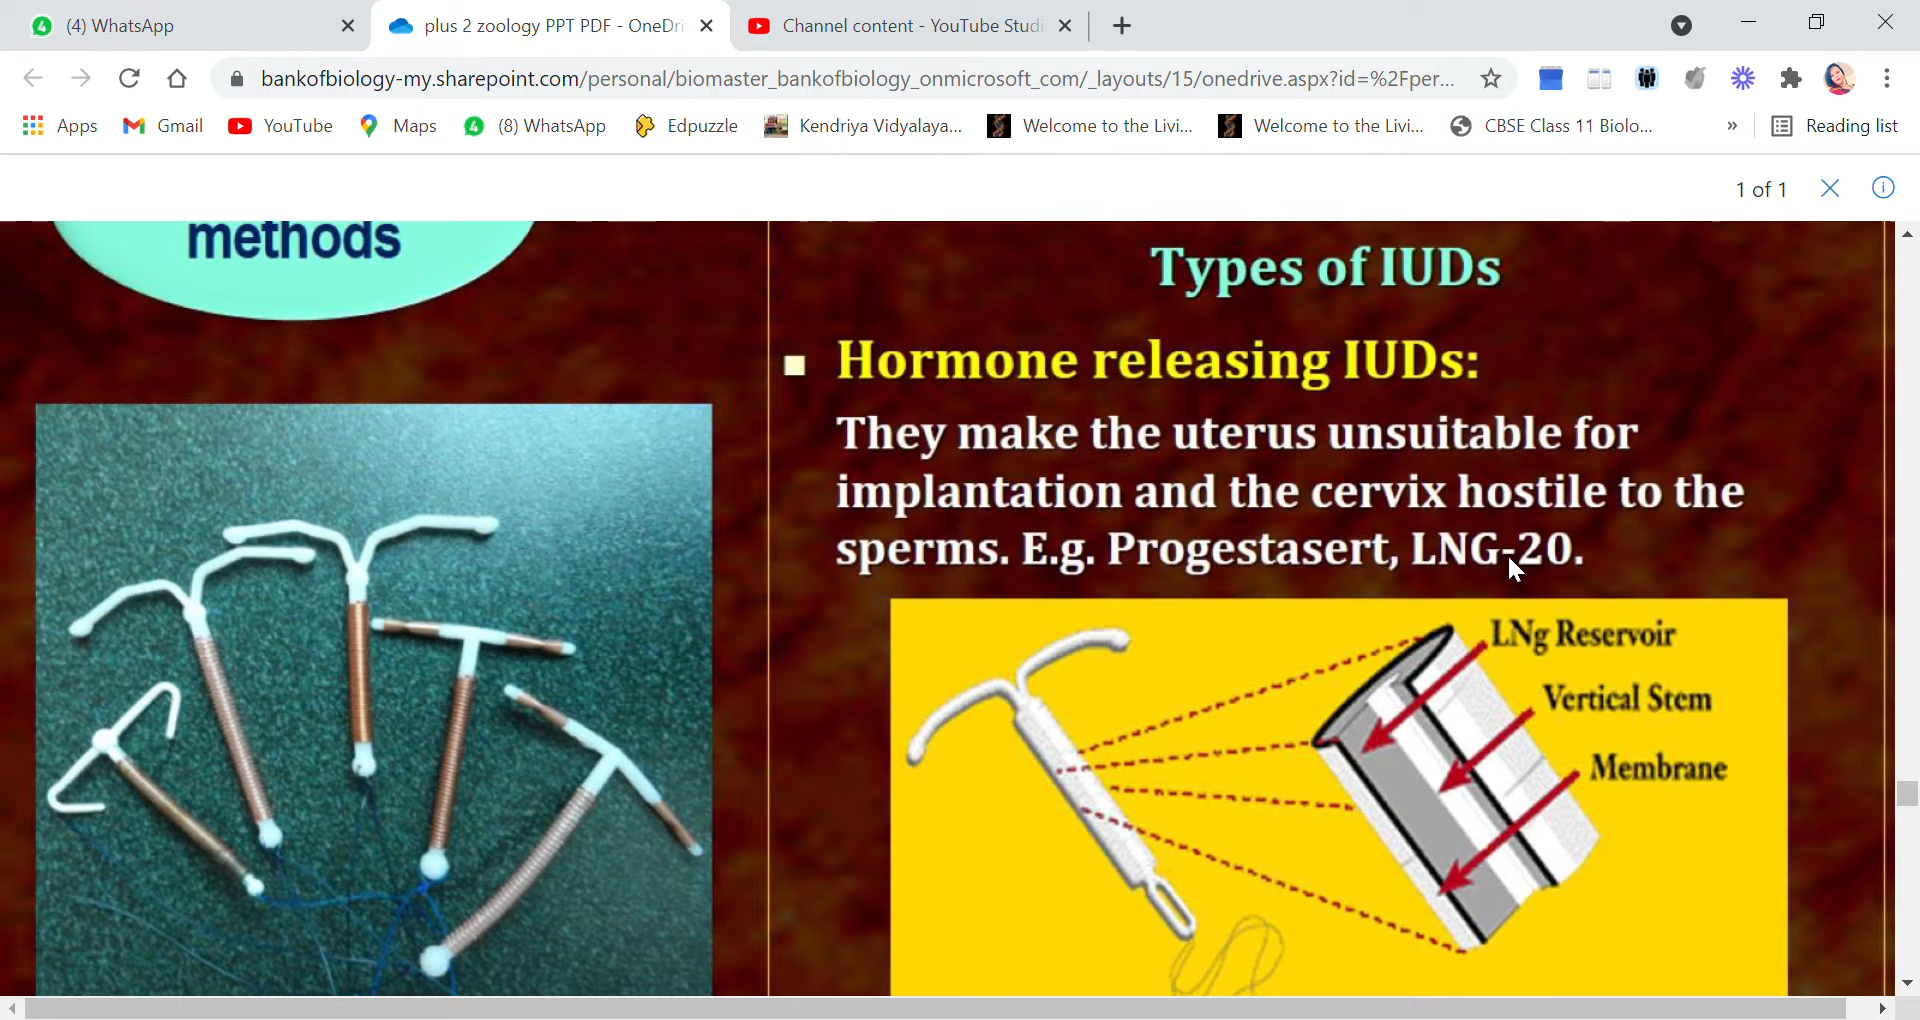 (4) WhatsApp
plus 2 zoology PPT PDF - OneDri
Channel content - YouTube Studi
bankofbiology-my.sharepoint.com/personal/biomaster_bankofbiology_onmicrosoft_com/_layouts/15/onedrive.aspx?id=%2Fper...
Apps
Gmail
YouTube
Maps
(8) WhatsApp
Edpuzzle
Kendriya Vidyalaya...
Welcome to the Livi...
Welcome to the Livi...
CBSE Class 11 Biolo...
»
Reading list
1 of 1
methods
Types of IUDs
Hormone releasing IUDs:
They make the uterus unsuitable for
implantation and the cervix hostile to the
sperms. E.g. Progestasert, LNG-20.
LNg Reservoir
Vertical Stem
Membrane